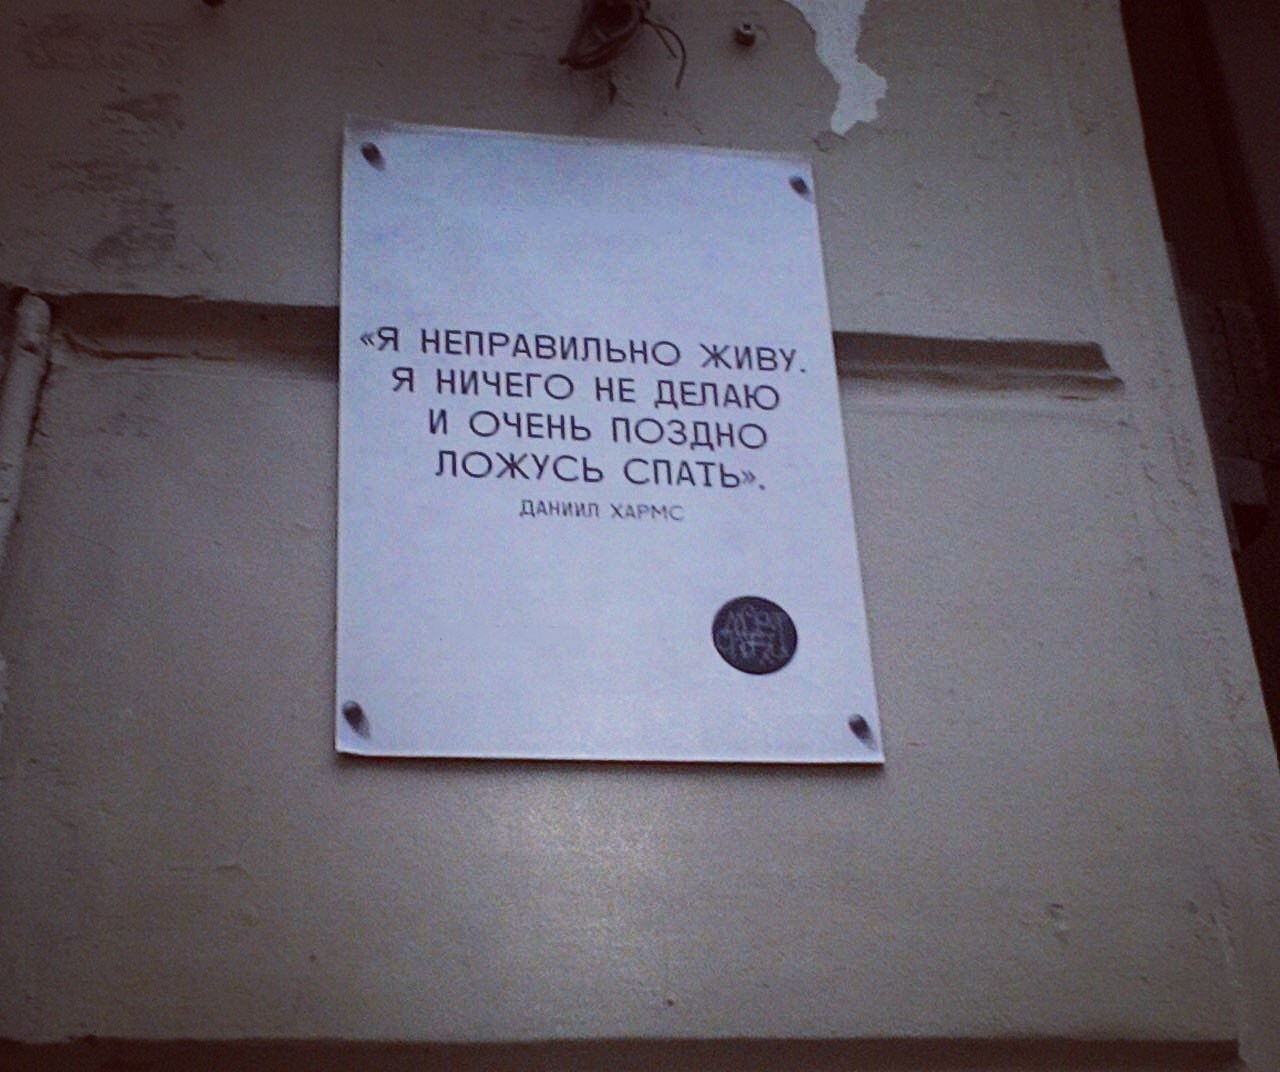 «Я НЕПРАВИЛЬНО ЖИВУ.
Я НИЧЕГО НЕ ДЕЛАЮ
И ОЧЕНЬ ПОЗДНО
ЛОЖУСЬ СПАТЬ».
ДАНИИЛ ХАРМС